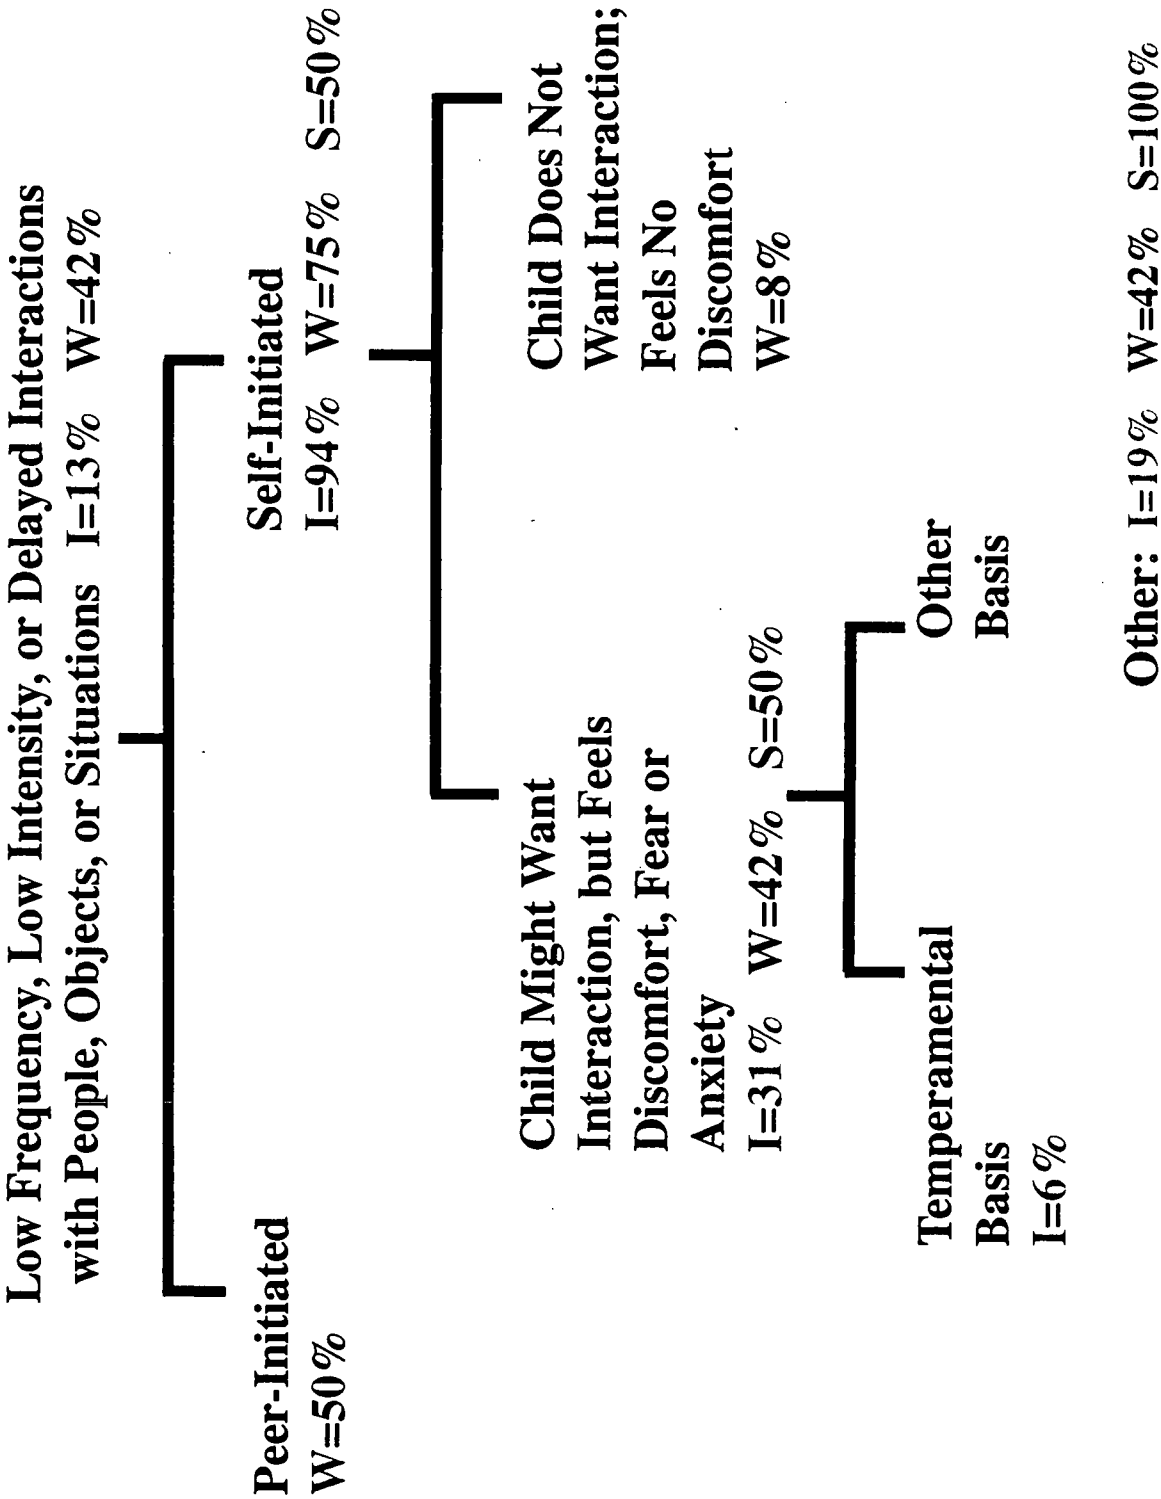 Low Frequency, Low Intensity, or Delayed Interactions
with People, Objects, or Situations I=13% W=42%
Peer-Initiated
W=50%
Self-Initiated
I=94% W=75% S=50%
Child Might Want
Interaction, but Feels
Discomfort, Fear or
Anxiety
I=31% W=42% S=50%
Child Does Not
Want Interaction;
Feels No
Discomfort
W=8%
Temperamental
Basis
I=6%
Other
Basis
Other: I=19% W=42% S=100%